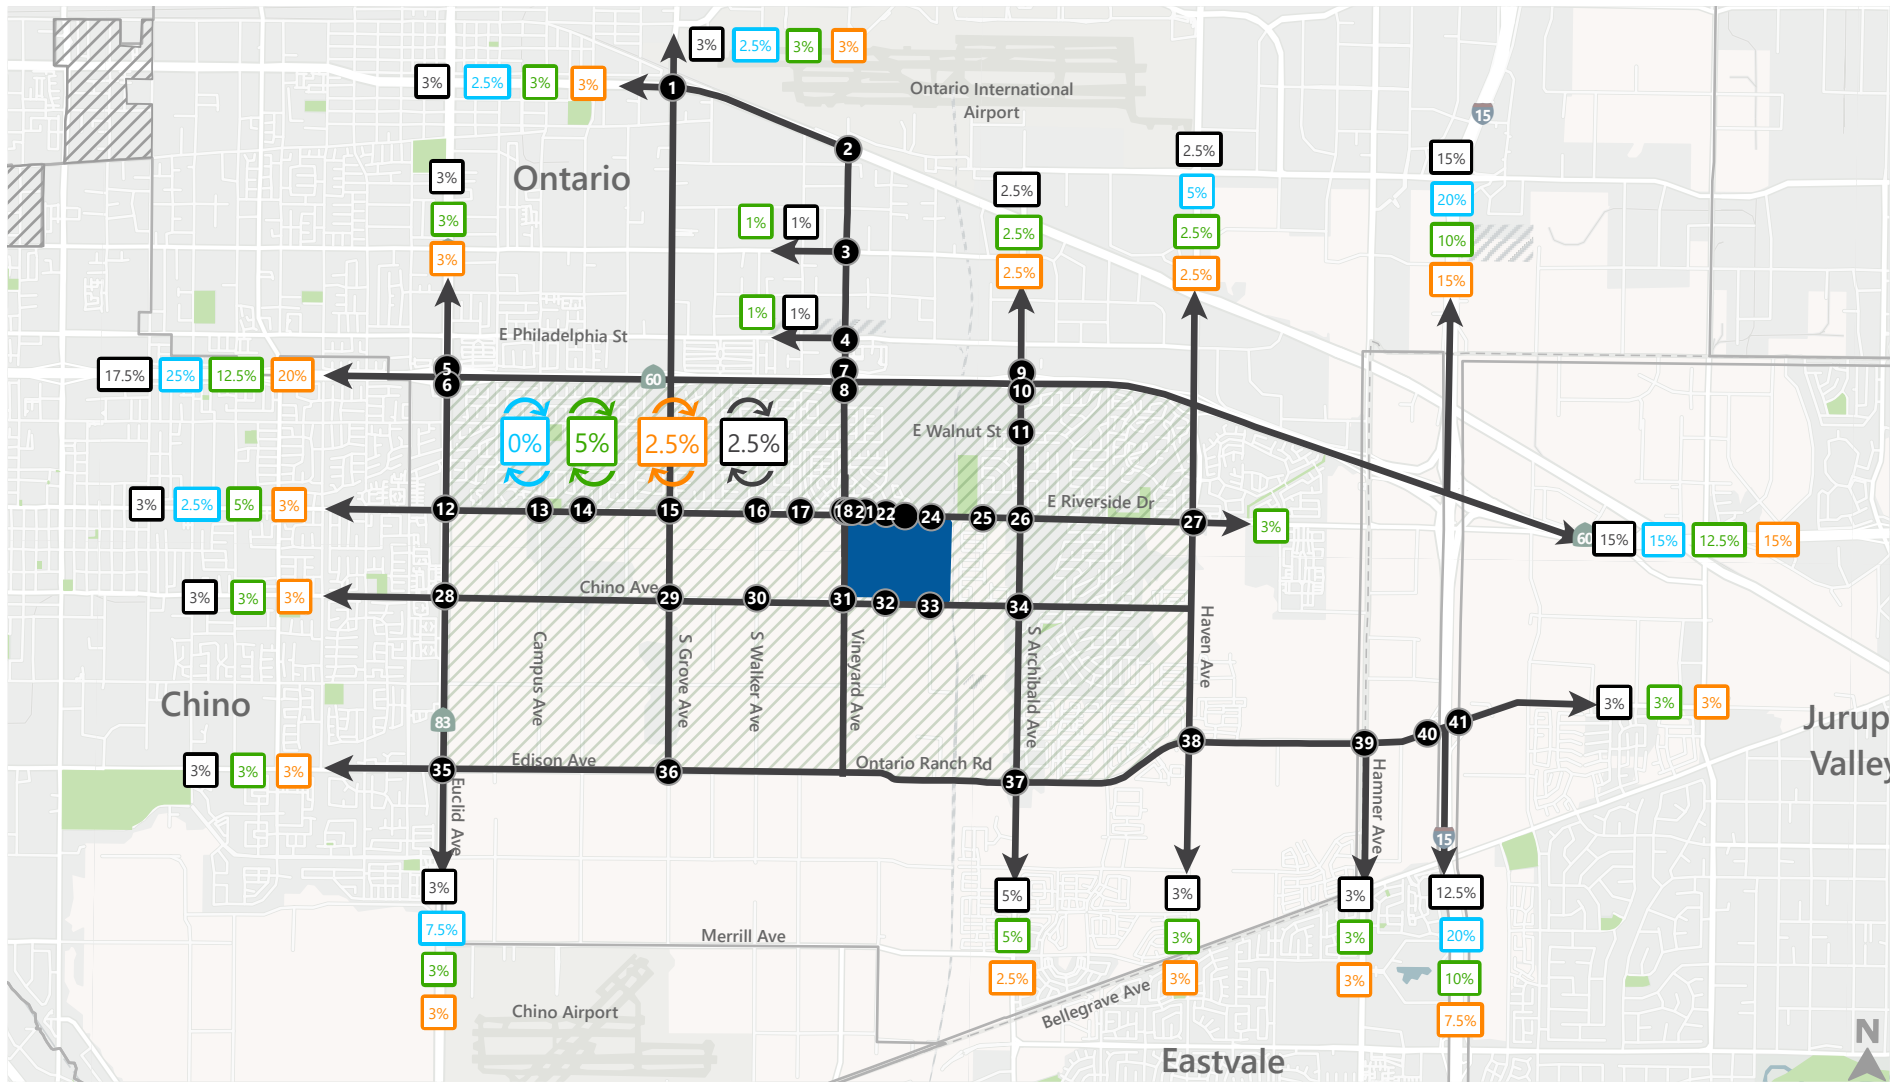 3% 2.5% 3% 3%
3% 2.5% 3% 3%
1
Ontario International
Airport
15
2
2.5%
15%
3%
Ontario
2.5%
5%
20%
3%
1% 1%
2.5%
2.5%
10%
3%
3
2.5%
2.5%
15%
1% 1%
E Philadelphia St
4
17.5% 25% 12.5% 20%
5
6
60
7
8
9
10
0% 5% 2.5% 2.5%
E Walnut St
11
3% 2.5% 5% 3%
12
13
14
15
16
17
18
21
22
24
25
26
E Riverside Dr
27
3%
60
15% 15% 12.5% 15%
3% 3% 3%
28
Chino Ave
29
30
31
32
33
34
Campus Ave
S Grove Ave
S Walker Ave
Vineyard Ave
S Archibald Ave
Haven Ave
Chino
83
3% 3% 3%
Jurup
Valley
3% 3% 3%
35
Edison Ave
36
Ontario Ranch Rd
37
38
39
40
41
Euclid Ave
Hamner Ave
15
3%
5%
3%
3%
12.5%
7.5%
5%
3%
3%
20%
3%
2.5%
3%
3%
10%
3%
7.5%
Merrill Ave
Chino Airport
Bellegrave Ave
Eastvale
N